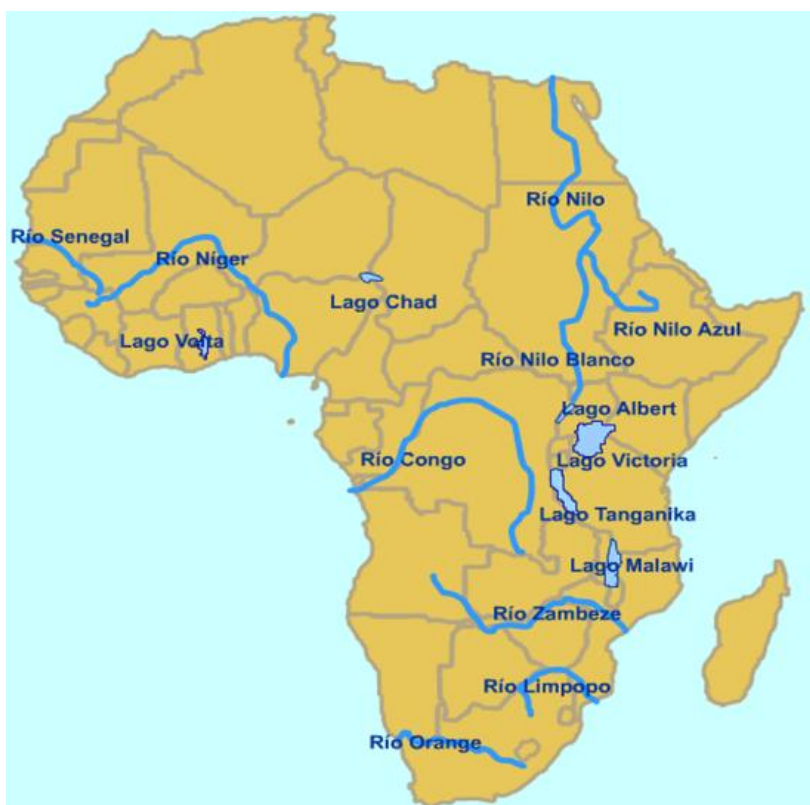 Río Nilo
Río Senegal
Río Níger
Lago Chad
Río Nilo Azul
Lago Volta
Río Nilo Blanco
Lago Albert
Río Congo
Lago Victoria
Lago Tanganika
Lago Malawi
Río Zambeze
Río Limpopo
Río Orange